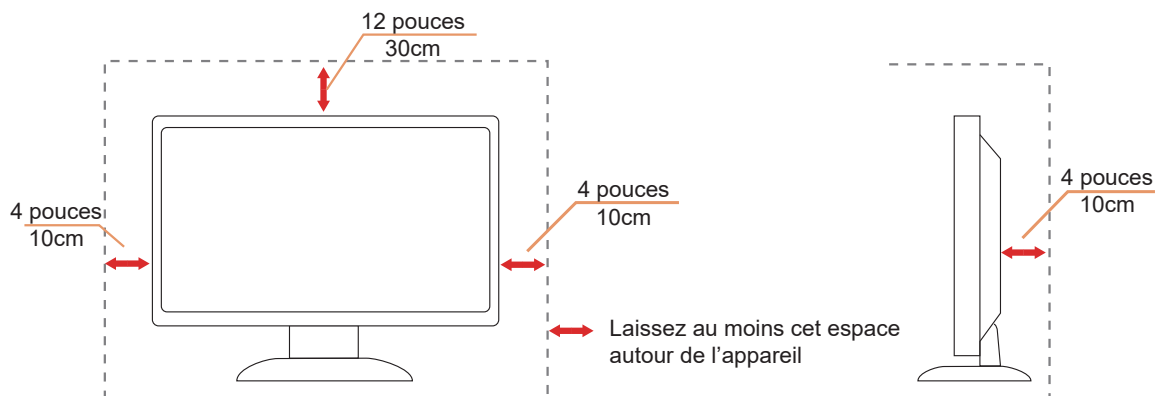 12 pouces
30cm
4 pouces
10cm
4 pouces
10cm
4 pouces
10cm
Laissez au moins cet espace
autour de l’appareil